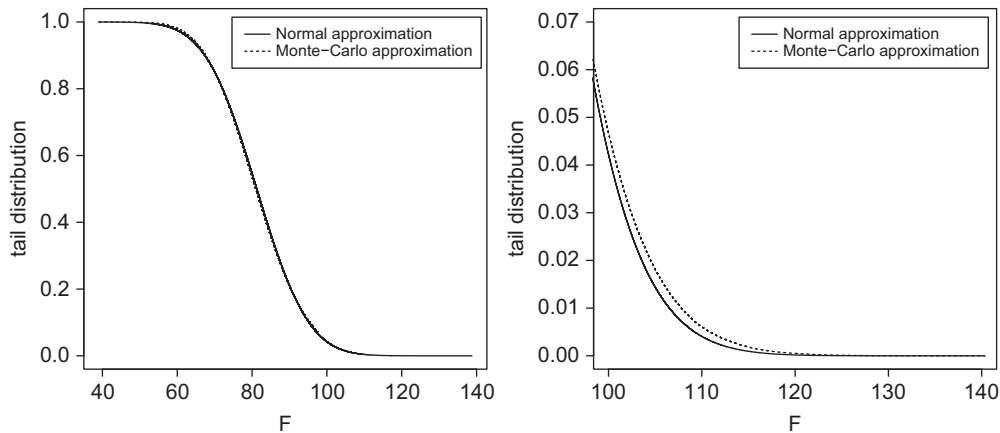 1.0
0.8
0.6
0.4
0.2
0.0
tail distribution
40 60 80 100 120 140
F
Normal approximation
Monte−Carlo approximation
0.07
0.06
0.05
0.04
0.03
0.02
0.01
0.00
tail distribution
100 110 120 130 140
F
Normal approximation
Monte−Carlo approximation